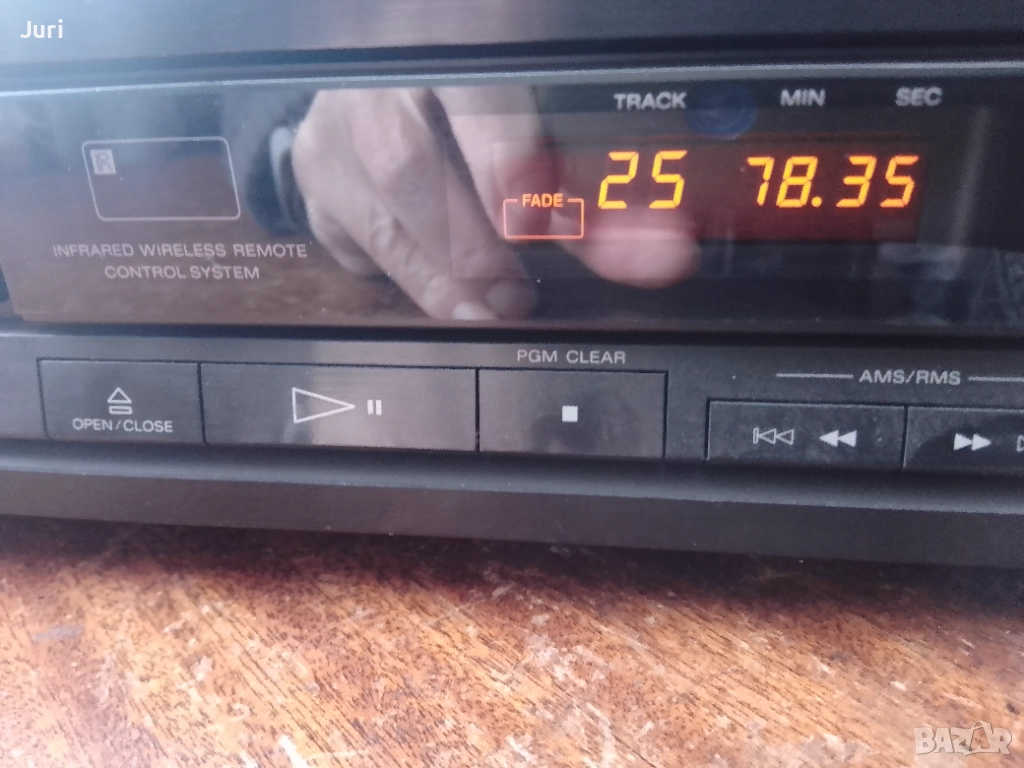 Juri
TRACK MIN SEC
IR
FADE 25 78.35
INFRARED WIRELESS REMOTE
CONTROL SYSTEM
PGM CLEAR
AMS/RMS
OPEN/CLOSE
BAZAR